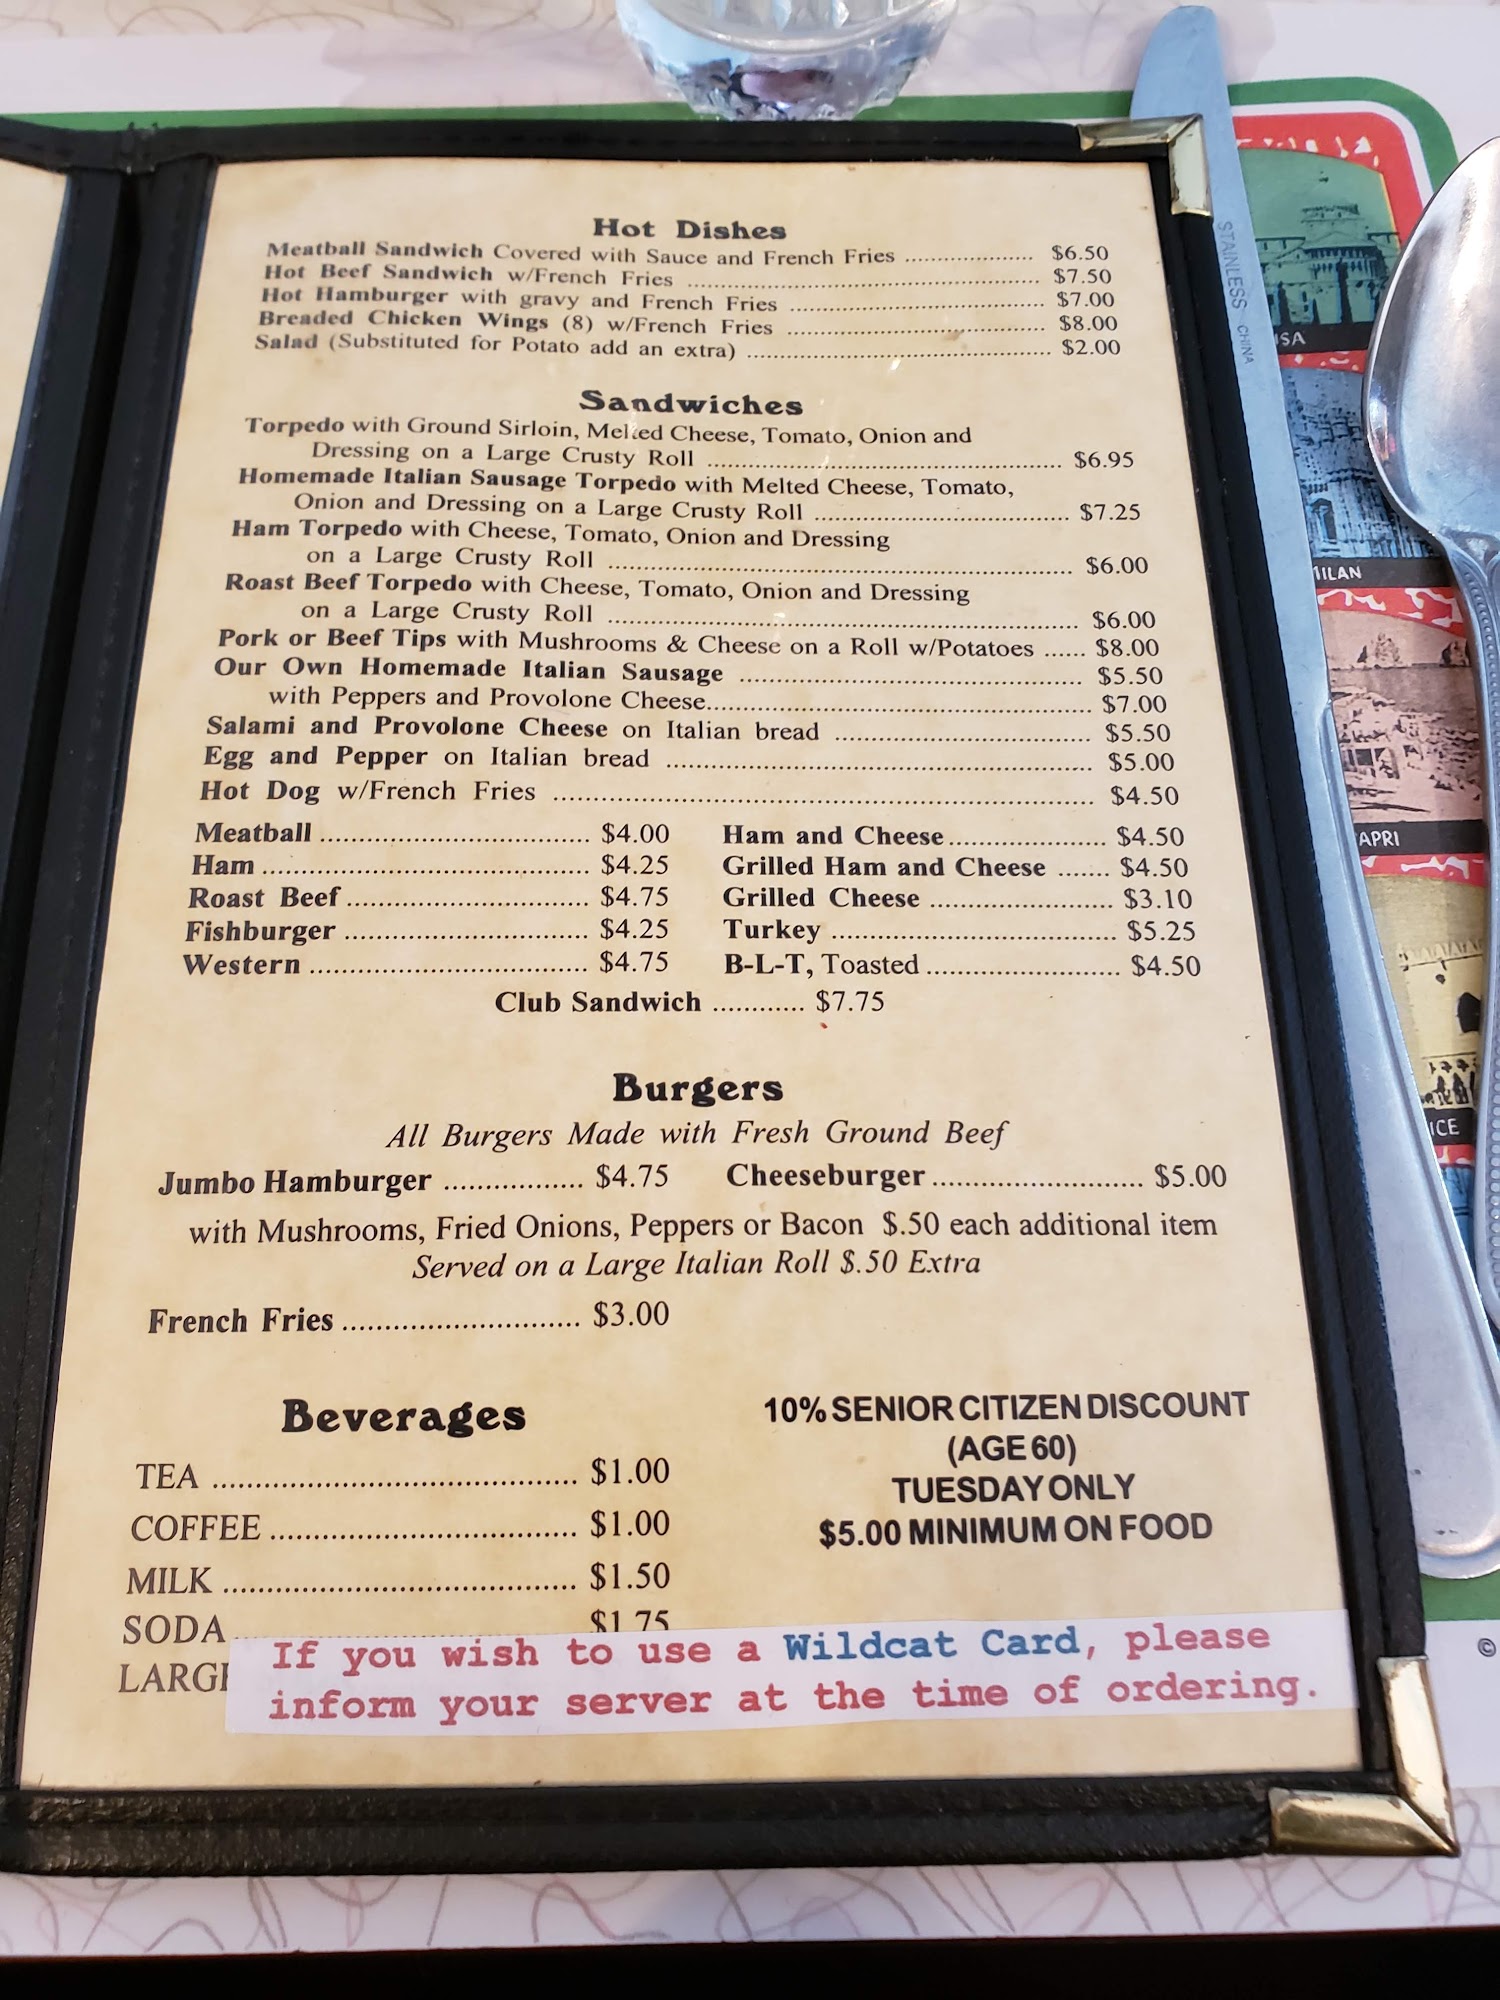 Hot Dishes
Meatball Sandwich Covered with Sauce and French Fries .................... $6.50
Hot Beef Sandwich w/French Fries .................... $7.50
Hot Hamburger with gravy and French Fries .................... $7.00
Breaded Chicken Wings (8) w/French Fries .................... $8.00
Salad (Substituted for Potato add an extra) .................... $2.00
Sandwiches
Torpedo with Ground Sirloin, Melted Cheese, Tomato, Onion and
Dressing on a Large Crusty Roll .................... $6.95
Homemade Italian Sausage Torpedo with Melted Cheese, Tomato,
Onion and Dressing on a Large Crusty Roll .................... $7.25
Ham Torpedo with Cheese, Tomato, Onion and Dressing
on a Large Crusty Roll .................... $6.00
Roast Beef Torpedo with Cheese, Tomato, Onion and Dressing
on a Large Crusty Roll .................... $6.00
Pork or Beef Tips with Mushrooms & Cheese on a Roll w/Potatoes ...... $8.00
Our Own Homemade Italian Sausage .................... $5.50
with Peppers and Provolone Cheese.................... $7.00
Salami and Provolone Cheese on Italian bread .................... $5.50
Egg and Pepper on Italian bread .................... $5.00
Hot Dog w/French Fries .................... $4.50
Meatball .................... $4.00 Ham and Cheese.................... $4.50
Ham .................... $4.25 Grilled Ham and Cheese ....... $4.50
Roast Beef .................... $4.75 Grilled Cheese .................... $3.10
Fishburger .................... $4.25 Turkey .................... $5.25
Western .................... $4.75 B-L-T, Toasted .................... $4.50
Club Sandwich ........... $7.75
Burgers
All Burgers Made with Fresh Ground Beef
Jumbo Hamburger ................. $4.75 Cheeseburger.................... $5.00
with Mushrooms, Fried Onions, Peppers or Bacon $.50 each additional item
Served on a Large Italian Roll $.50 Extra
French Fries .................... $3.00
Beverages
TEA .................... $1.00
COFFEE .................... $1.00
MILK .................... $1.50
SODA .................... $1.75
10% SENIOR CITIZEN DISCOUNT
(AGE 60)
TUESDAY ONLY
$5.00 MINIMUM ON FOOD
If you wish to use a Wildcat Card, please
inform your server at the time of ordering.
STAINLESS CHINA
©